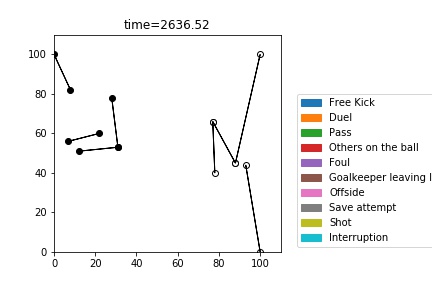 time=2636.52
100
80
60
40
20
0
0
20
40
60
80
100
Free Kick
Duel
Pass
Others on the ball
Foul
Goalkeeper leaving l
Offside
Save attempt
Shot
Interruption